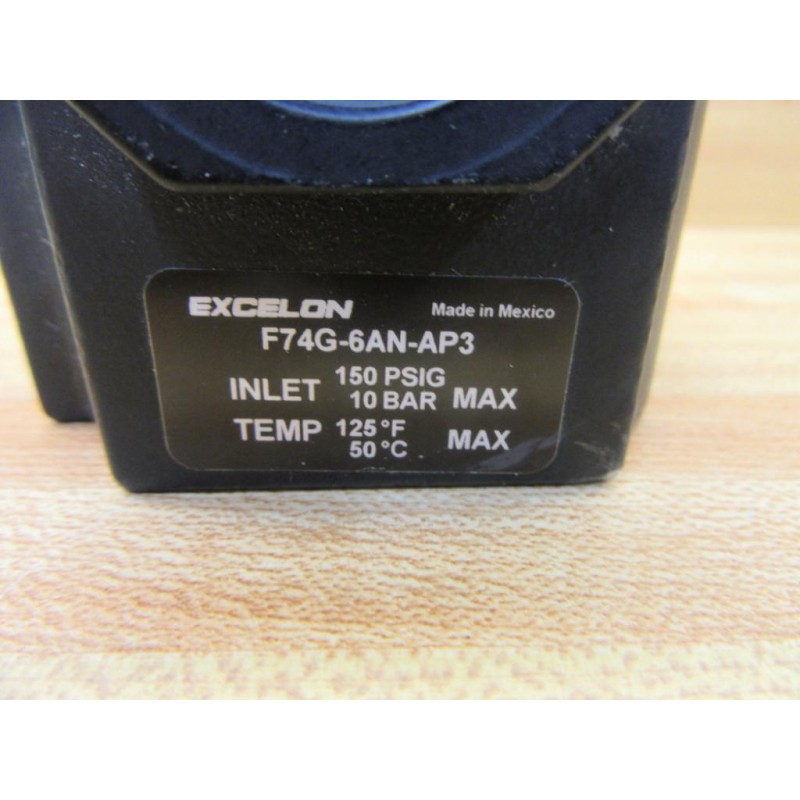 EXCELON Made in Mexico
F74G-6AN-AP3
INLET 150 PSIG 10 BAR MAX
TEMP 125°F 50°C MAX